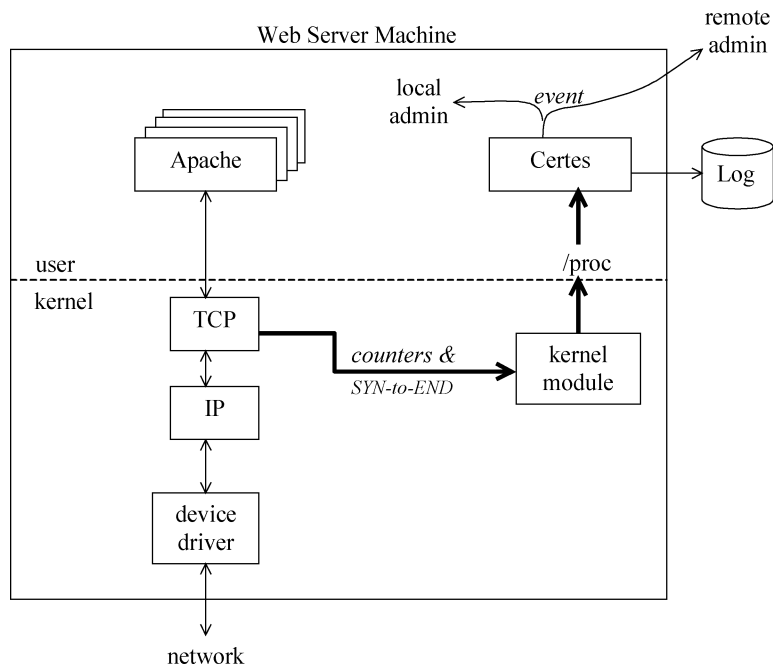 remote
admin
Web Server Machine
local
admin
event
Apache
Certes
Log
user
/proc
kernel
TCP
counters &
SYN-to-END
kernel
module
IP
device
driver
network